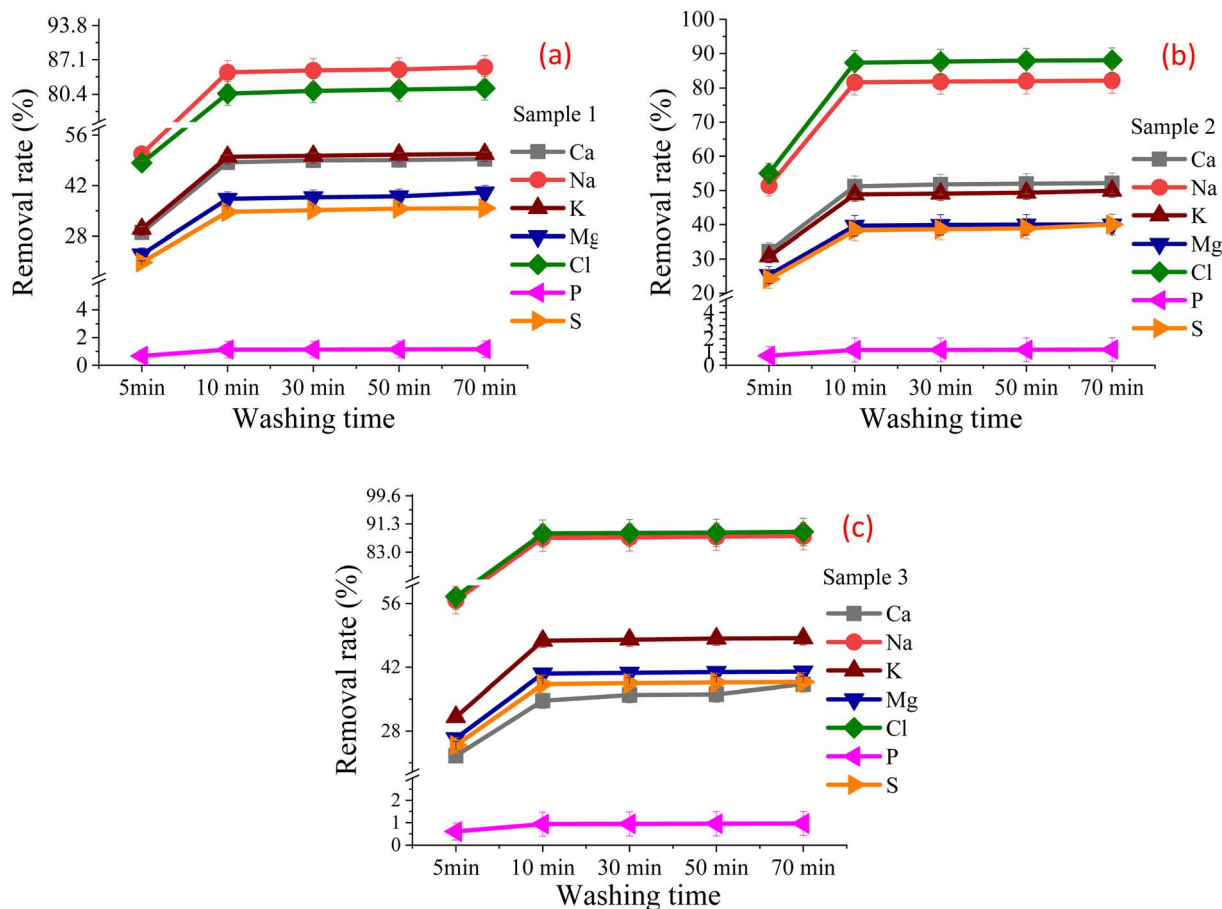 (a)
Removal rate (%)
93.8
87.1
80.4
56
42
28
4
2
0
5min
10 min
30 min
50 min
70 min
Washing time
Sample 1
Ca
Na
K
Mg
Cl
P
S
(b)
Removal rate (%)
100
90
80
70
60
50
40
30
20
4
3
2
1
0
5min
10 min
30 min
50 min
70 min
Washing time
Sample 2
Ca
Na
K
Mg
Cl
P
S
(c)
Removal rate (%)
99.6
91.3
83.0
56
42
28
2
1
0
5min
10 min
30 min
50 min
70 min
Washing time
Sample 3
Ca
Na
K
Mg
Cl
P
S